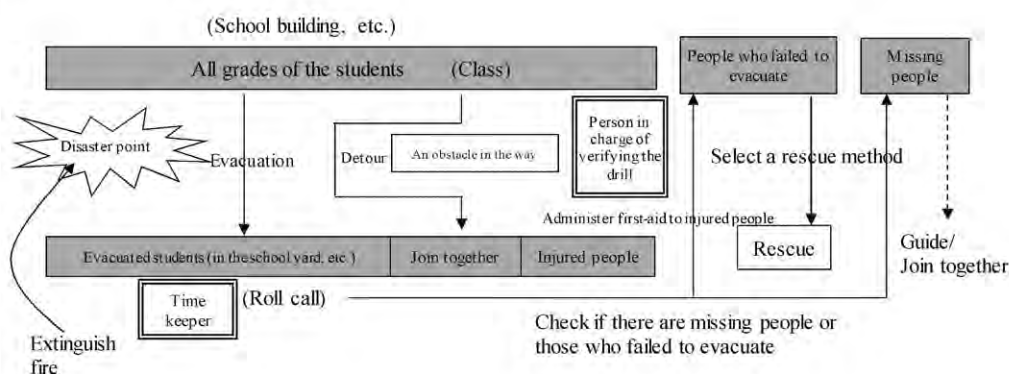 (School building, etc.)
All grades of the students (Class)
People who failed to
evacuate
Missing
people
Disaster point
Evacuation
Detour
An obstacle in the way
Person in
charge of
verifying the
drill
Select a rescue method
Administer first-aid to injured people
Rescue
Guide/
Join together
Evacuated students (in the school yard, etc.)
Join together
Injured people
Time
keeper
(Roll call)
Extinguish
fire
Check if there are missing people or
those who failed to evacuate